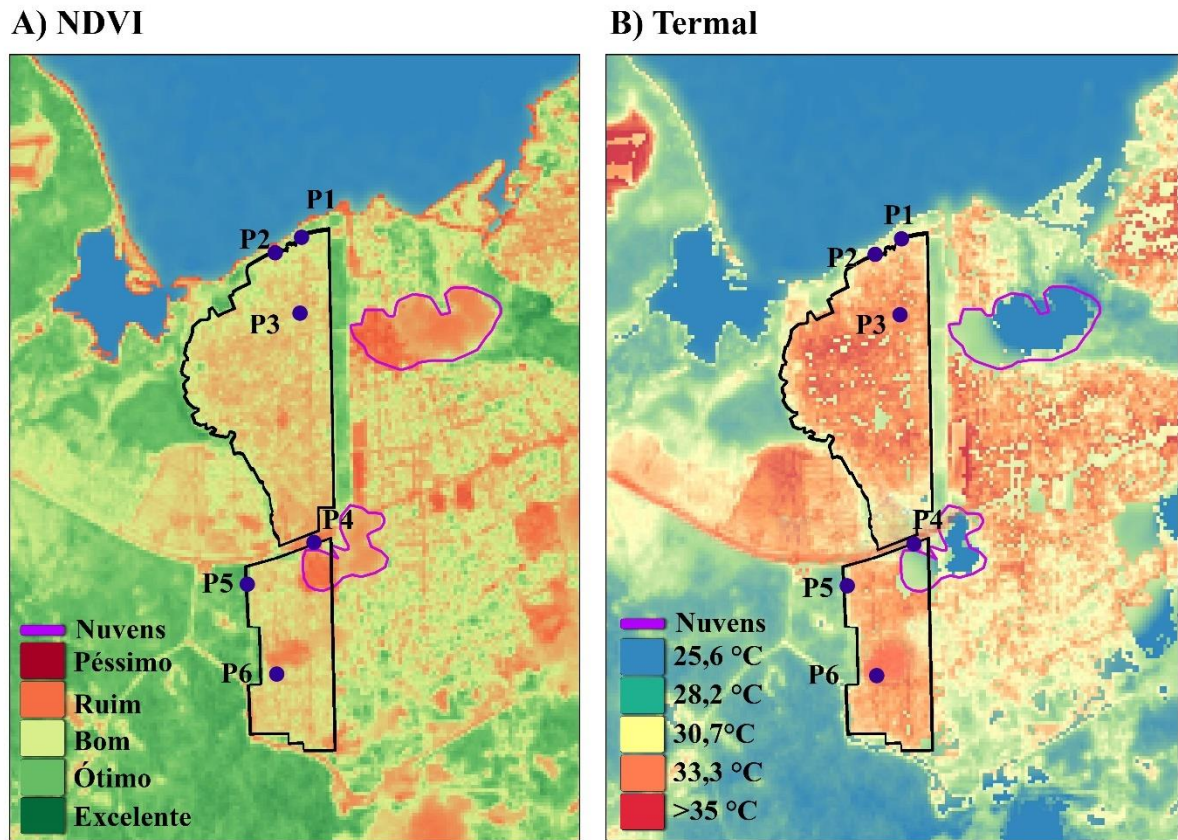 A) NDVI
P1
P2
P3
P4
P5
P6
Nuvens
Péssimo
Ruim
Bom
Ótimo
Excelente
B) Termal
P1
P2
P3
P4
P5
P6
Nuvens
25,6 °C
28,2 °C
30,7°C
33,3 °C
>35 °C